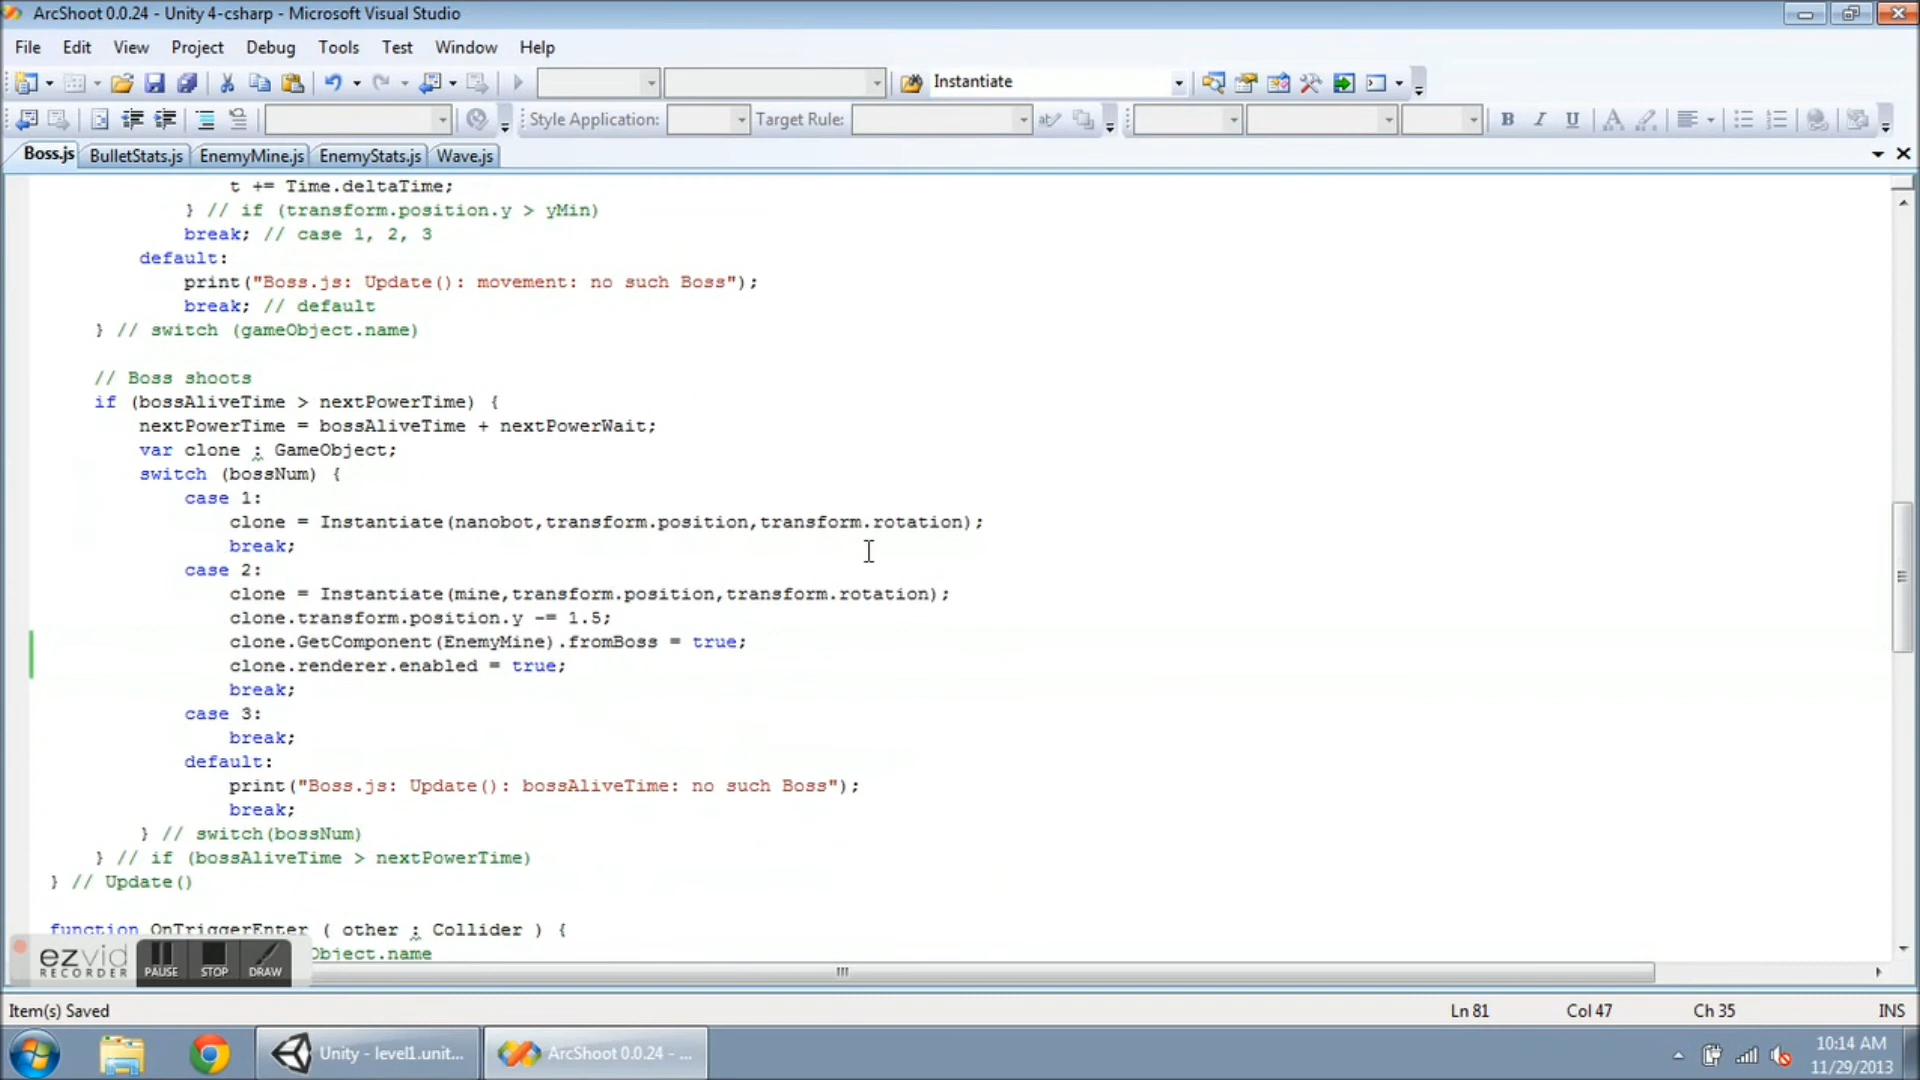 ArcShoot 0.0.24 - Unity 4-csharp - Microsoft Visual Studio
File Edit View Project Debug Tools Test Window Help
Instantiate
Style Application: Target Rule: B I U
Boss.js BulletStats.js EnemyMine.js EnemyStats.js Wave.js
t += Time.deltaTime;
} // if (transform.position.y > yMin)
break; // case 1, 2, 3
default:
print("Boss.js: Update(): movement: no such Boss");
break; // default
} // switch (gameObject.name)
// Boss shoots
if (bossAliveTime > nextPowerTime) {
nextPowerTime = bossAliveTime + nextPowerWait;
var clone : GameObject;
switch (bossNum) {
case 1:
clone = Instantiate(nanobot,transform.position,transform.rotation);
break;
case 2:
clone = Instantiate(mine,transform.position,transform.rotation);
clone.transform.position.y -= 1.5;
clone.GetComponent(EnemyMine).fromBoss = true;
clone.renderer.enabled = true;
break;
case 3:
break;
default:
print("Boss.js: Update(): bossAliveTime: no such Boss");
break;
} // switch(bossNum)
} // if (bossAliveTime > nextPowerTime)
} // Update()
function OnTriggerEnter ( other : Collider ) {
Object.name
ezvid
RECORDER
PAUSE STOP DRAW
Item(s) Saved Ln 81 Col 47 Ch 35 INS
Unity - level1.unit... ArcShoot 0.0.24 - ...
10:14 AM
11/29/2013